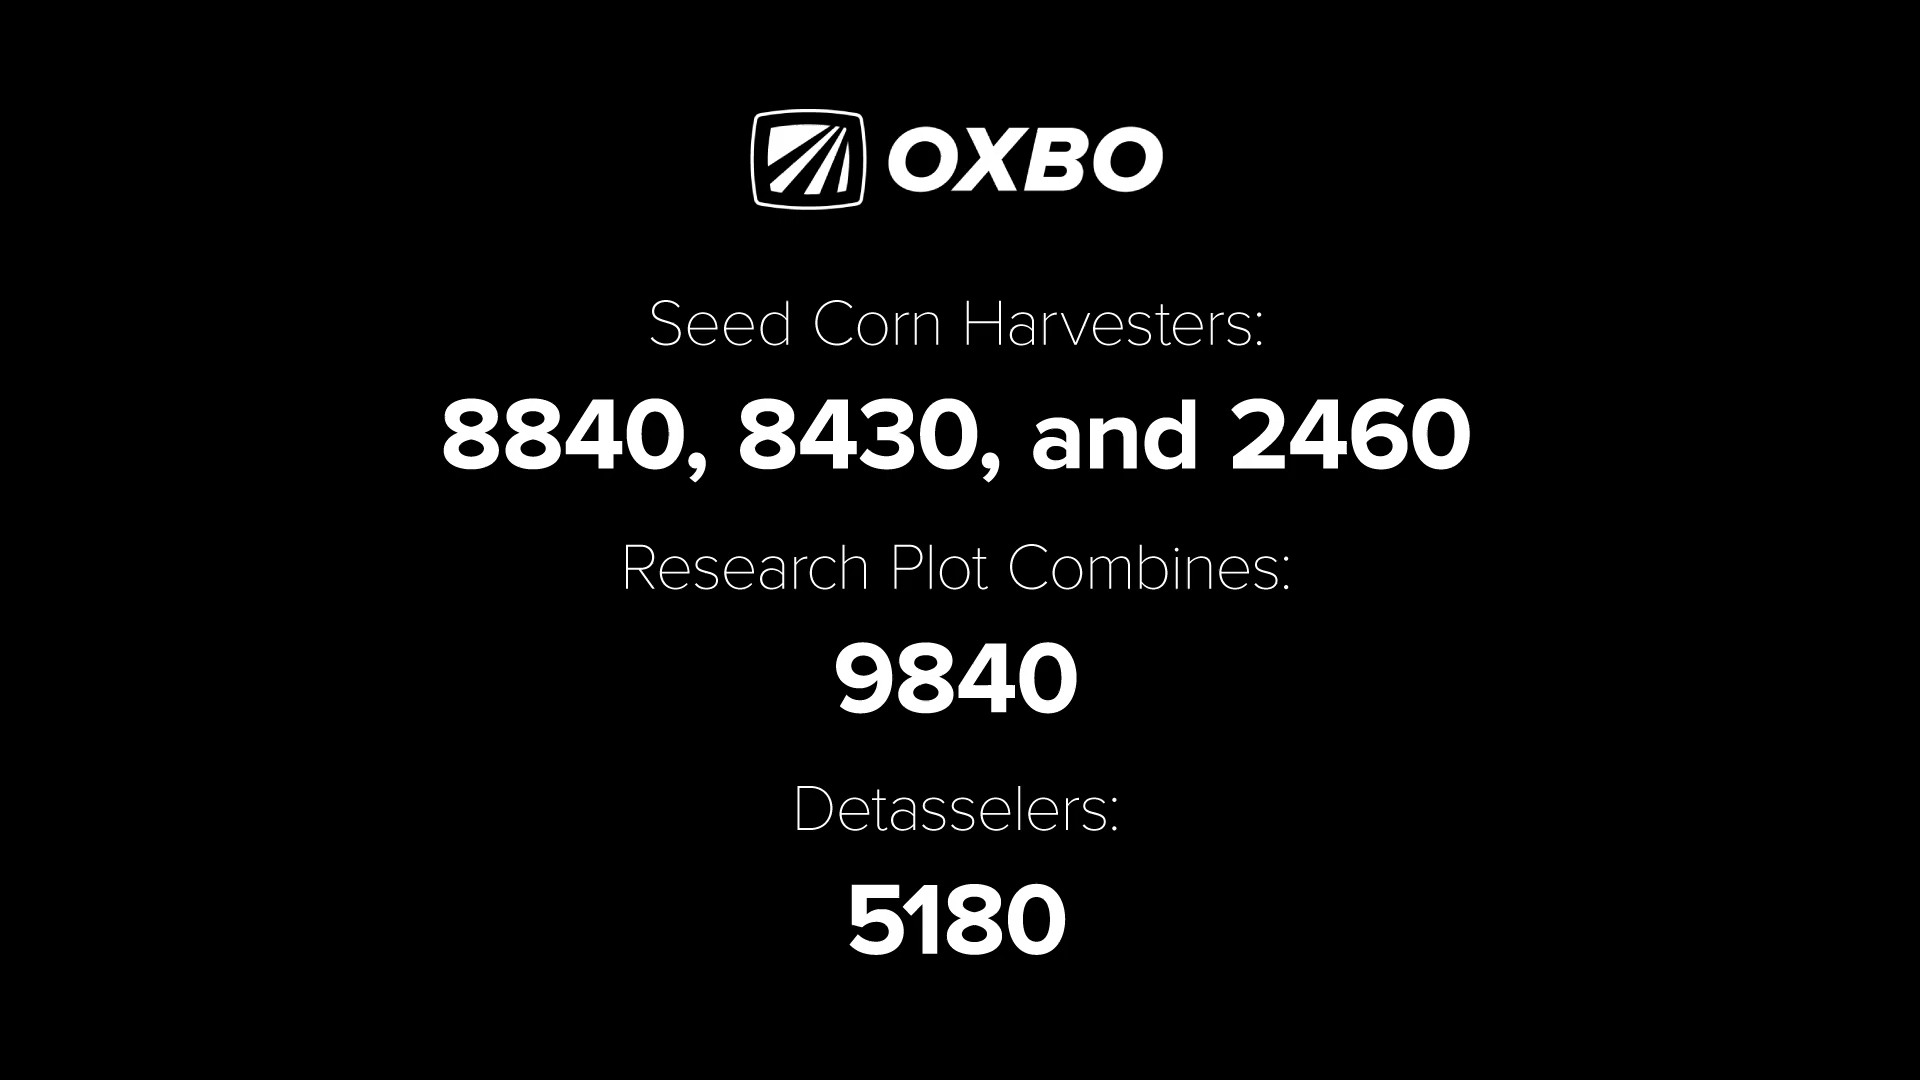 OXBO
Seed Corn Harvesters:
8840, 8430, and 2460
Research Plot Combines:
9840
Detasselers:
5180